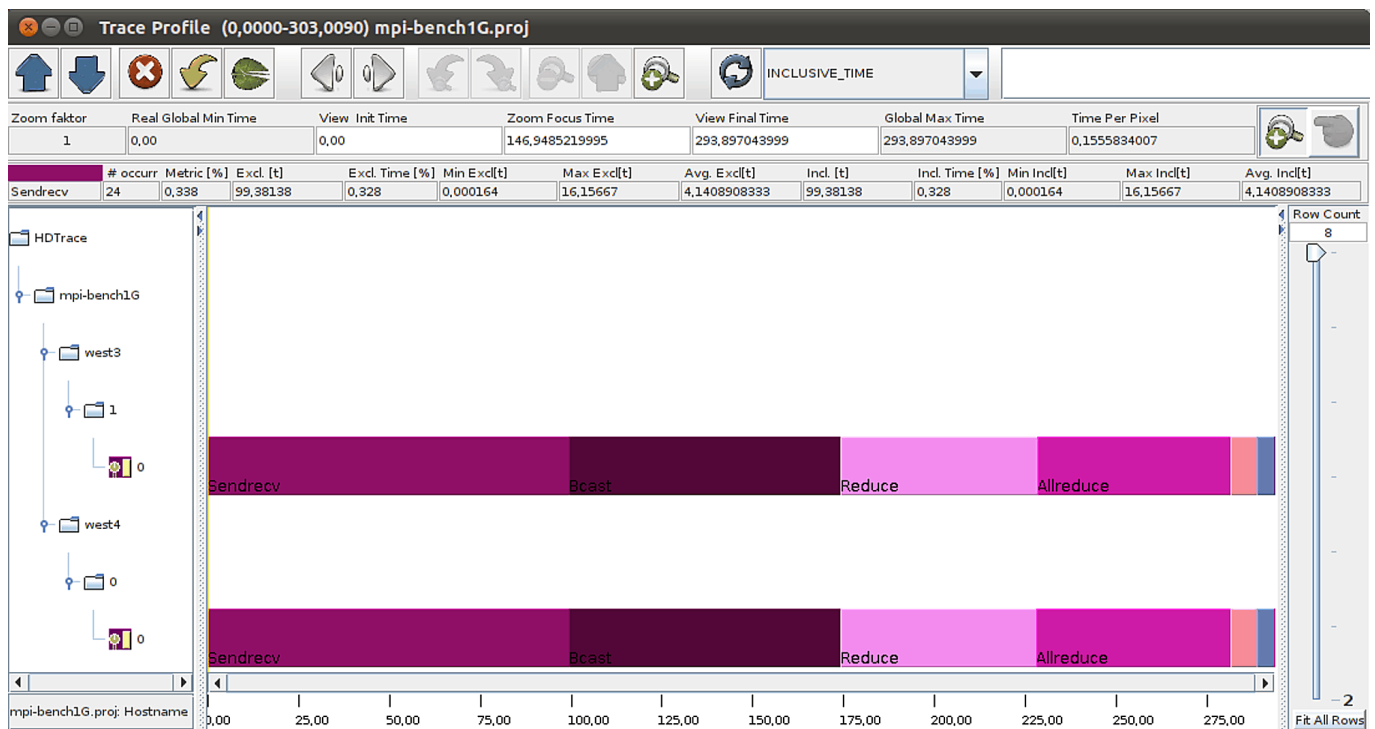 Trace Profile (0,0000-303,0090) mpi-bench1G.proj
INCLUSIVE_TIME
Zoom faktor Real Global Min Time View Init Time Zoom Focus Time View Final Time Global Max Time Time Per Pixel
1 0,00 0,00 146,9485219995 293,897043999 293,897043999 0,1555834007
# occurr Metric [%] Excl. [t] Excl. Time [%] Min Excl[t] Max Excl[t] Avg. Excl[t] Incl. [t] Incl. Time [%] Min Incl[t] Max Incl[t] Avg. Incl[t]
Sendrecv 24 0,338 99,38138 0,328 0,000164 16,15667 4,1408908333 99,38138 0,328 0,000164 16,15667 4,1408908333
Row Count
8
HDTrace
mpi-bench1G
west3
1
0
Sendrecv Bcast Reduce Allreduce
west4
0
0
Sendrecv Bcast Reduce Allreduce
2
mpi-bench1G.proj: Hostname
0,00 25,00 50,00 75,00 100,00 125,00 150,00 175,00 200,00 225,00 250,00 275,00
Fit All Rows